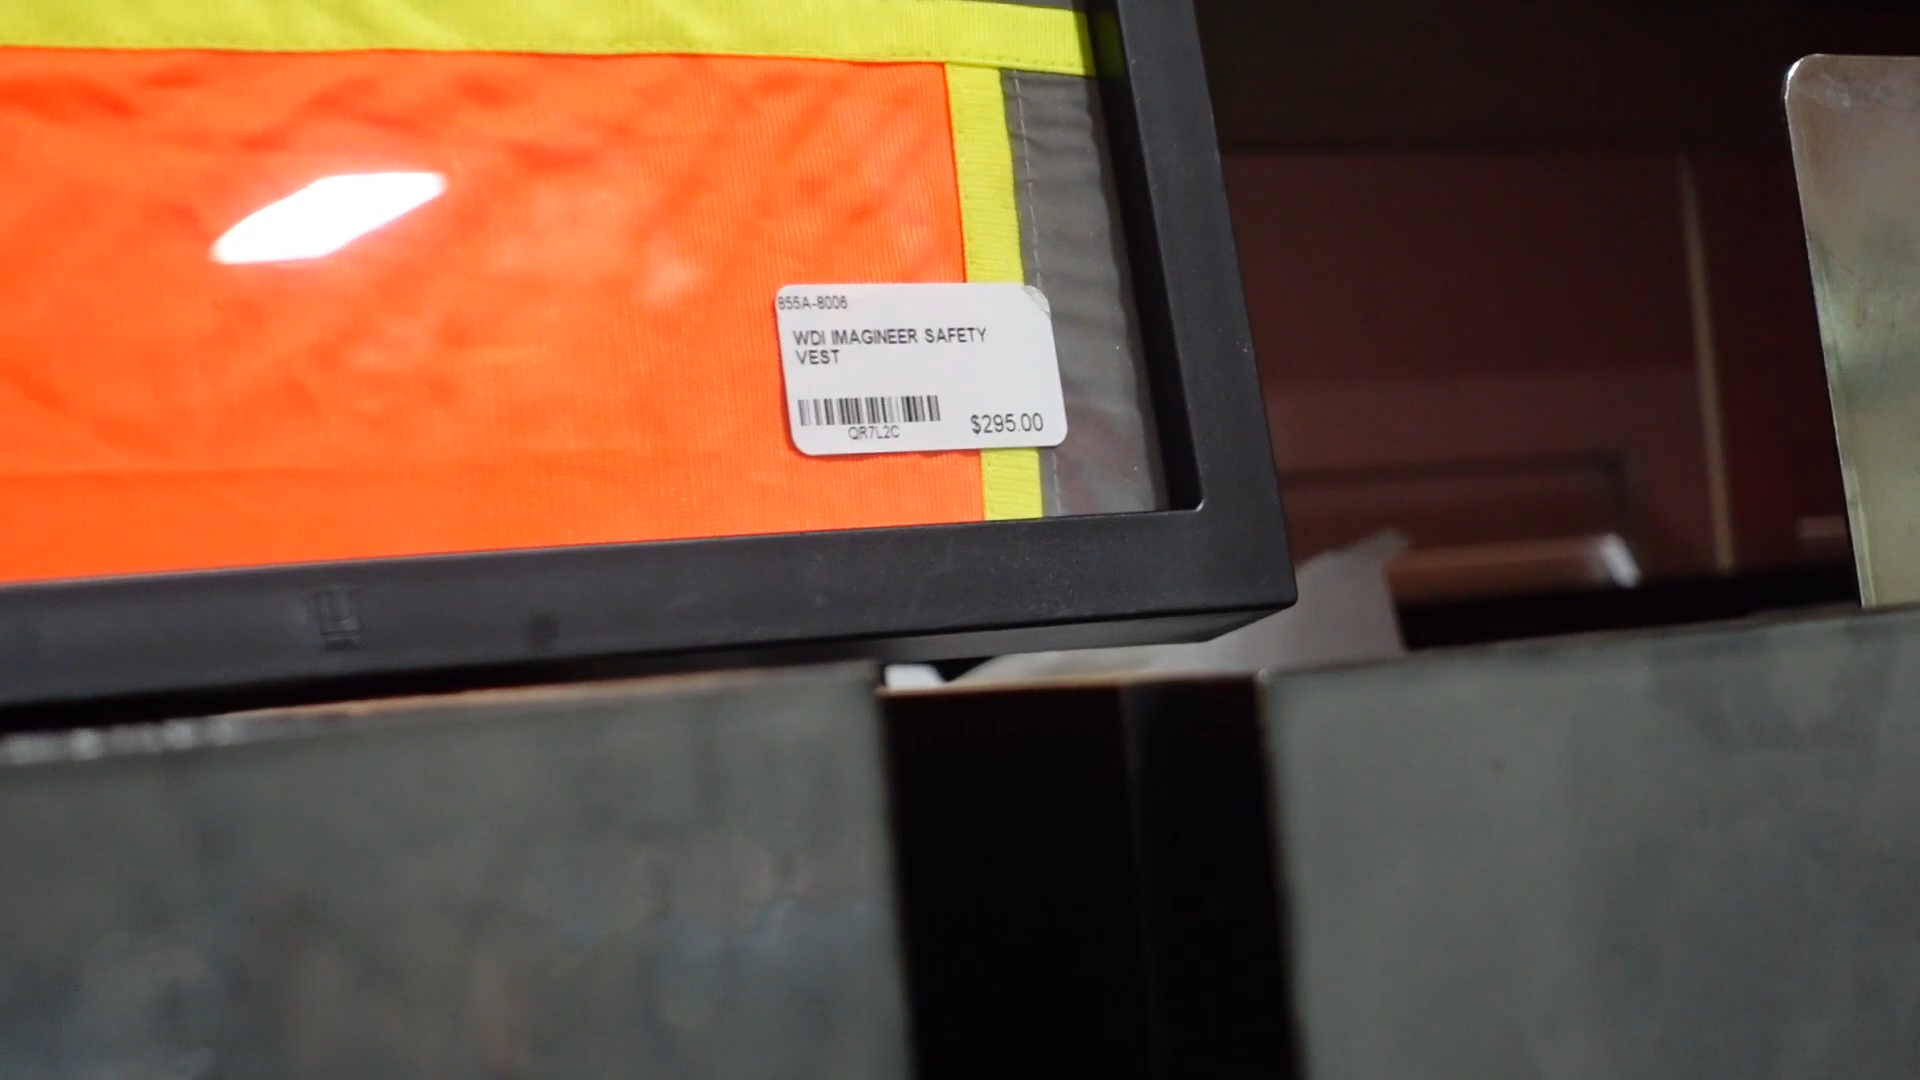 855A-8006
WDI IMAGINEER SAFETY
VEST
QR7L2C
$295.00